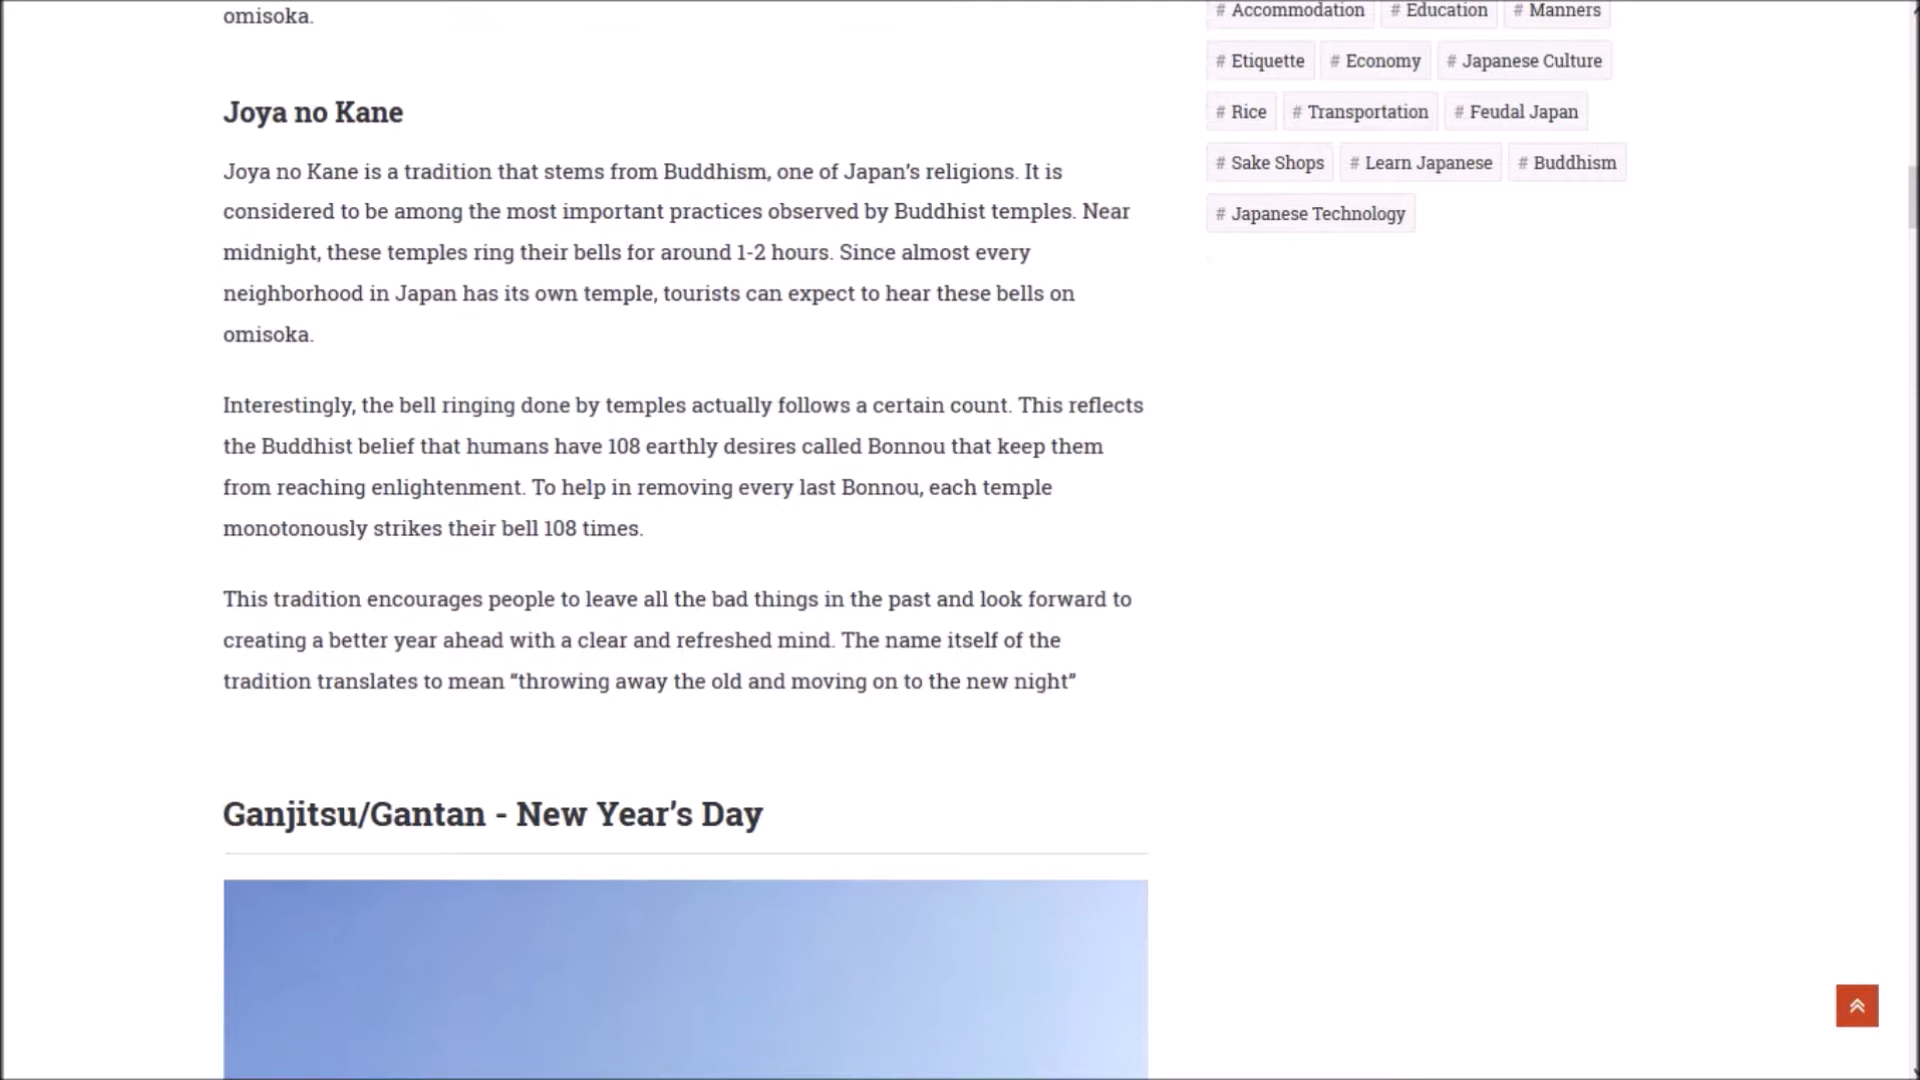 omisoka.
Joya no Kane
Joya no Kane is a tradition that stems from Buddhism, one of Japan’s religions. It is
considered to be among the most important practices observed by Buddhist temples. Near
midnight, these temples ring their bells for around 1-2 hours. Since almost every
neighborhood in Japan has its own temple, tourists can expect to hear these bells on
omisoka.
Interestingly, the bell ringing done by temples actually follows a certain count. This reflects
the Buddhist belief that humans have 108 earthly desires called Bonnou that keep them
from reaching enlightenment. To help in removing every last Bonnou, each temple
monotonously strikes their bell 108 times.
This tradition encourages people to leave all the bad things in the past and look forward to
creating a better year ahead with a clear and refreshed mind. The name itself of the
tradition translates to mean “throwing away the old and moving on to the new night”
Ganjitsu/Gantan - New Year’s Day
# Accommodation # Education # Manners
# Etiquette # Economy # Japanese Culture
# Rice # Transportation # Feudal Japan
# Sake Shops # Learn Japanese # Buddhism
# Japanese Technology